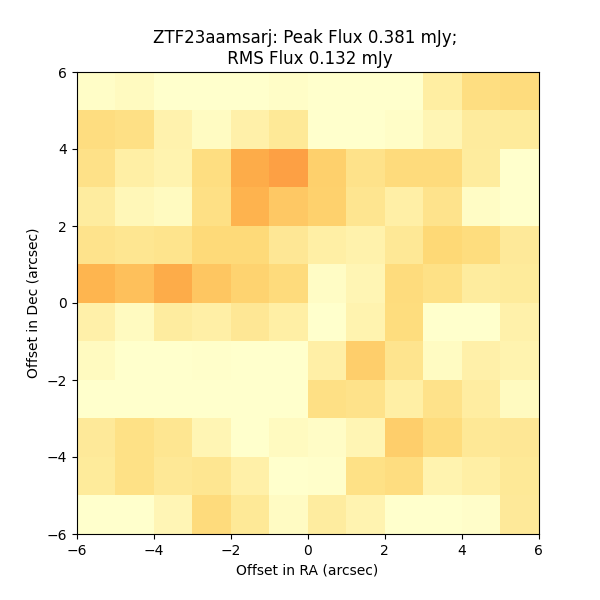 ZTF23aamsarj: Peak Flux 0.381 mJy;
RMS Flux 0.132 mJy
6
4
2
0
−2
−4
−6
Offset in Dec (arcsec)
−6 −4 −2 0 2 4 6
Offset in RA (arcsec)